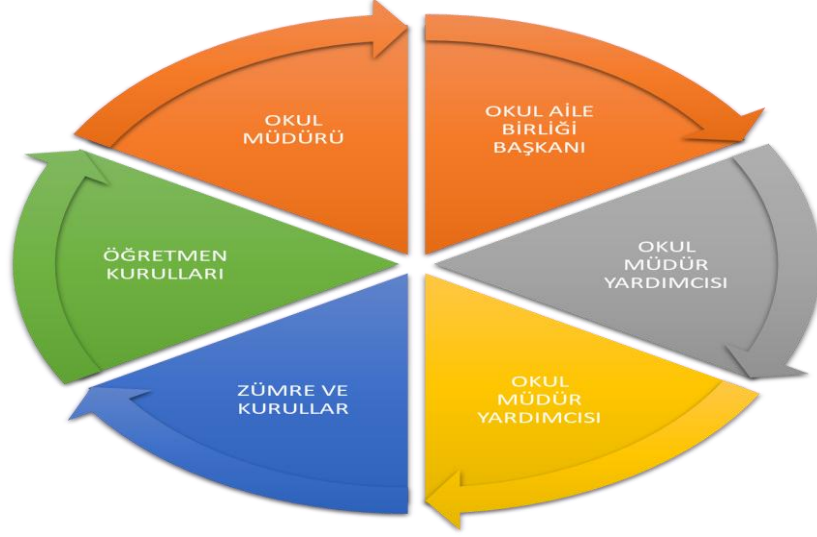 OKUL
MÜDÜRÜ
OKUL AİLE
BİRLİĞİ
BAŞKANI
OKUL
MÜDÜR
YARDIMCISI
OKUL
MÜDÜR
YARDIMCISI
ZÜMRE VE
KURULLAR
ÖĞRETMEN
KURULLARI